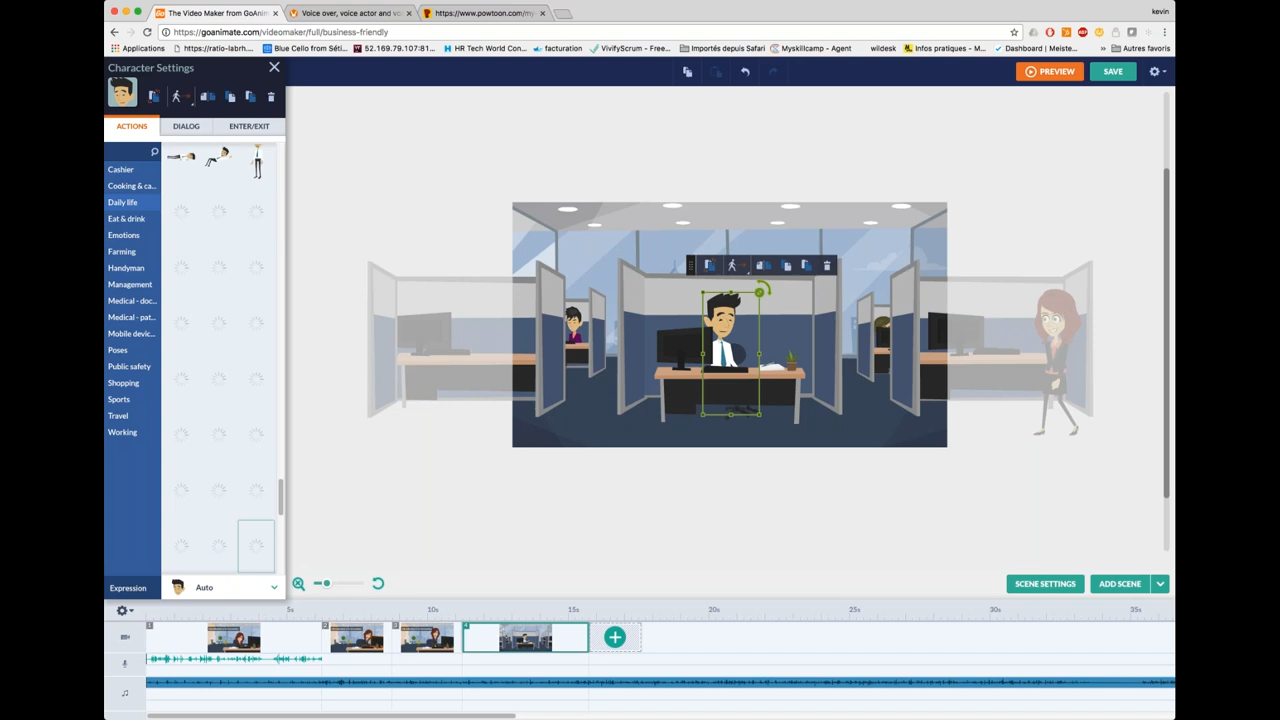 The Video Maker from GoAnim
Voice over, voice actor and vo
https://www.powtoon.com/my
kevin
https://goanimate.com/videomaker/full/business-friendly
Applications
https://ratio-labrh....
Blue Cello from Séti...
52.169.79.107:81...
HR Tech World Con...
facturation
VivifyScrum - Free...
Importés depuis Safari
Myskillcamp - Agent
wildesk
Infos pratiques - M...
Dashboard | Meiste...
Autres favoris
Character Settings
PREVIEW
SAVE
ACTIONS
DIALOG
ENTER/EXIT
Cashier
Cooking & ca...
Daily life
Eat & drink
Emotions
Farming
Handyman
Management
Medical - doc...
Medical - pat...
Mobile devic...
Poses
Public safety
Shopping
Sports
Travel
Working
Expression
Auto
SCENE SETTINGS
ADD SCENE
5s
10s
15s
20s
25s
30s
35s
1
2
3
4